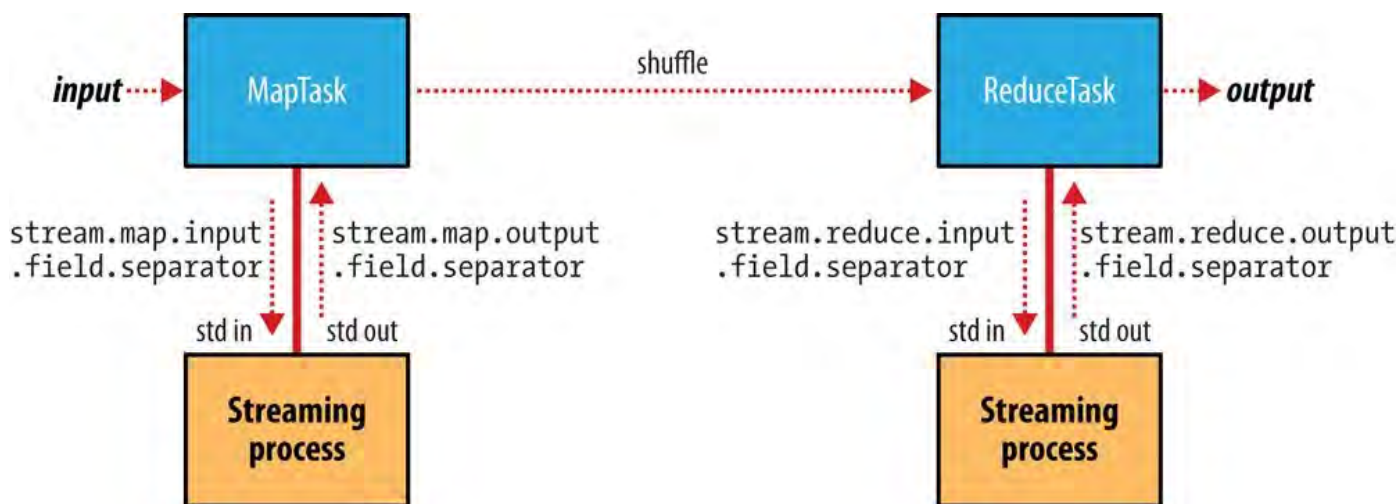 input
MapTask
shuffle
ReduceTask
output
stream.map.input
.field.separator
stream.map.output
.field.separator
stream.reduce.input
.field.separator
stream.reduce.output
.field.separator
std in
std out
std in
std out
Streaming
process
Streaming
process